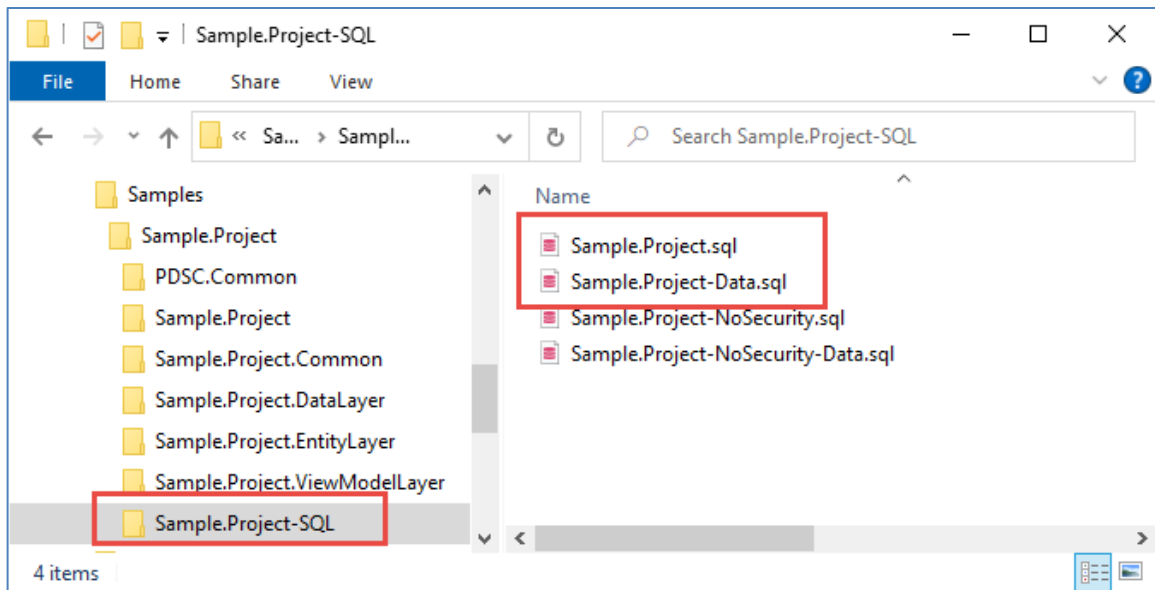 Sample.Project-SQL
File Home Share View
« Sa... › Sampl... Search Sample.Project-SQL
Samples
Sample.Project
PDSC.Common
Sample.Project
Sample.Project.Common
Sample.Project.DataLayer
Sample.Project.EntityLayer
Sample.Project.ViewModelLayer
Sample.Project-SQL
Name
Sample.Project.sql
Sample.Project-Data.sql
Sample.Project-NoSecurity.sql
Sample.Project-NoSecurity-Data.sql
4 items